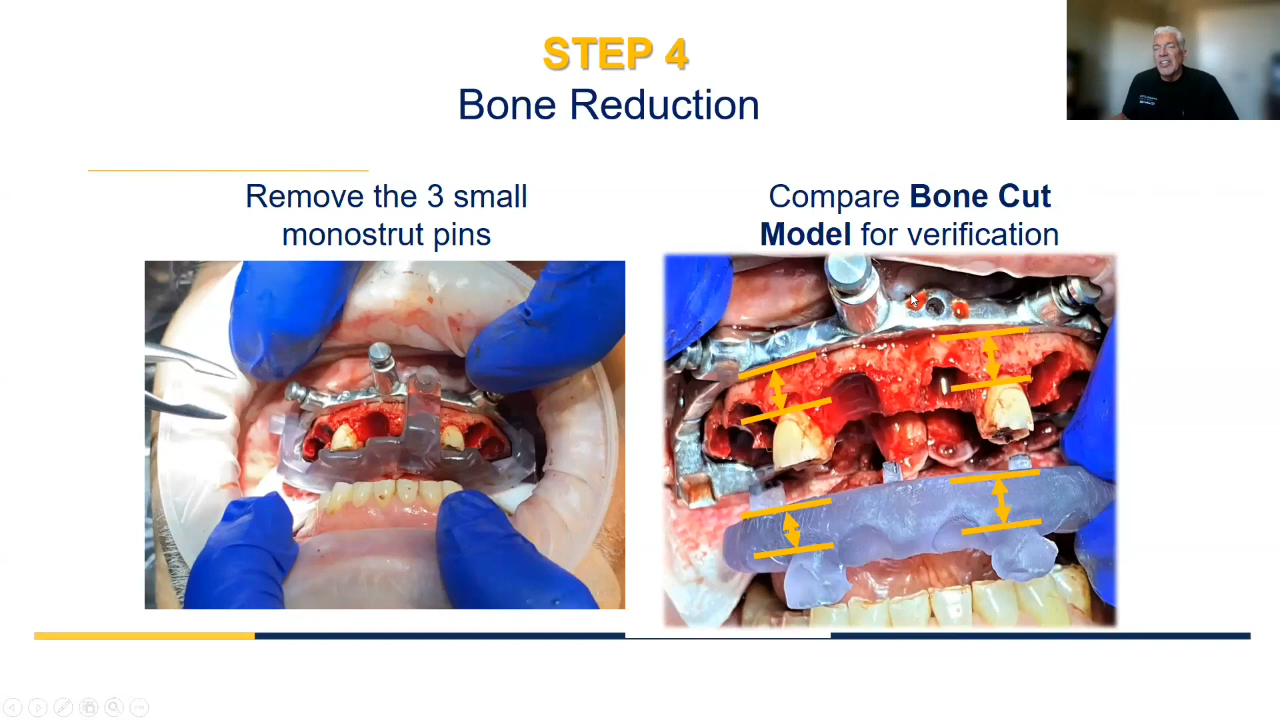 STEP 4
Bone Reduction
Remove the 3 small
monostrut pins
Compare Bone Cut
Model for verification